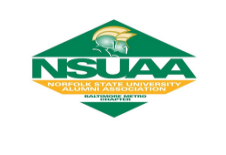 NSUAA
NORFOLK STATE UNIVERSITY
ALUMNI ASSOCIATION
BALTIMORE METRO
CHAPTER